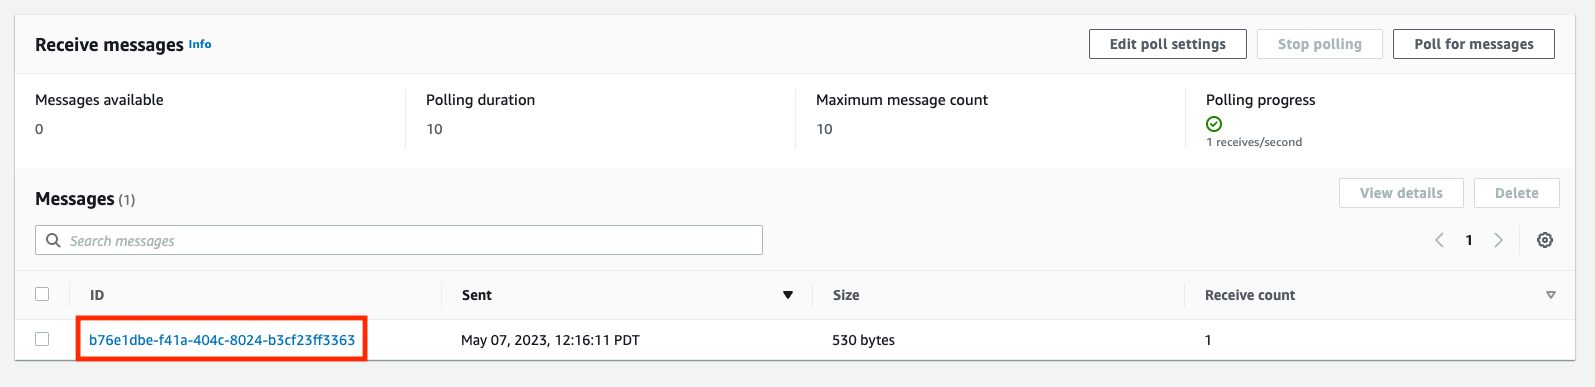 Receive messages Info
Edit poll settings Stop polling Poll for messages
Messages available Polling duration Maximum message count Polling progress
0 10 10
1 receives/second
Messages (1)
View details Delete
Search messages
1
ID Sent Size Receive count
b76e1dbe-f41a-404c-8024-b3cf23ff3363 May 07, 2023, 12:16:11 PDT 530 bytes 1